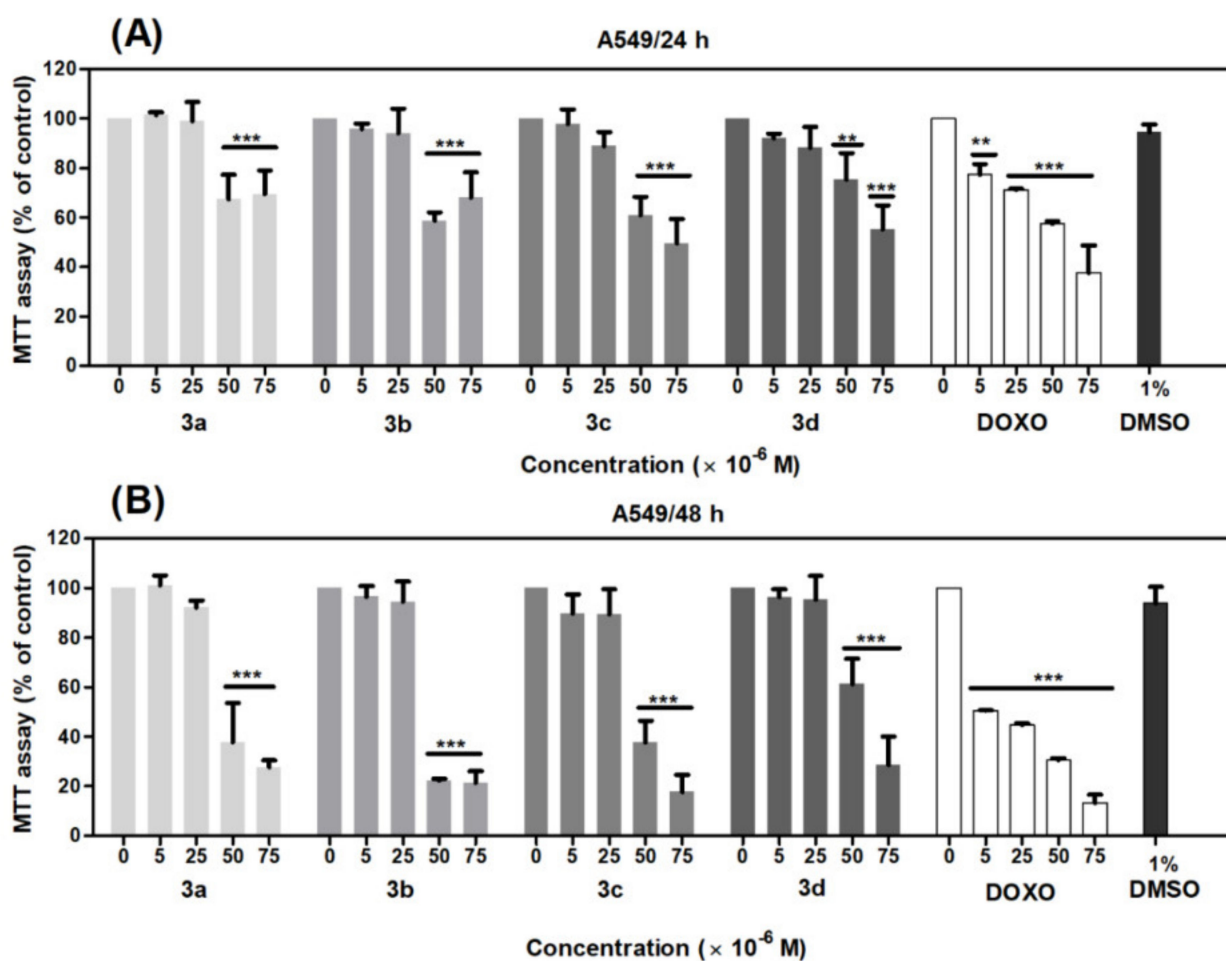 (A)
A549/24 h
MTT assay (% of control)
120
100
80
60
40
20
0
***
***
***
**
***
**
***
0 5 25 50 75 0 5 25 50 75 0 5 25 50 75 0 5 25 50 75 0 5 25 50 75 1%
3a 3b 3c 3d DOXO DMSO
Concentration (× 10⁻⁶ M)
(B)
A549/48 h
MTT assay (% of control)
120
100
80
60
40
20
0
***
***
***
***
***
0 5 25 50 75 0 5 25 50 75 0 5 25 50 75 0 5 25 50 75 0 5 25 50 75 1%
3a 3b 3c 3d DOXO DMSO
Concentration (× 10⁻⁶ M)